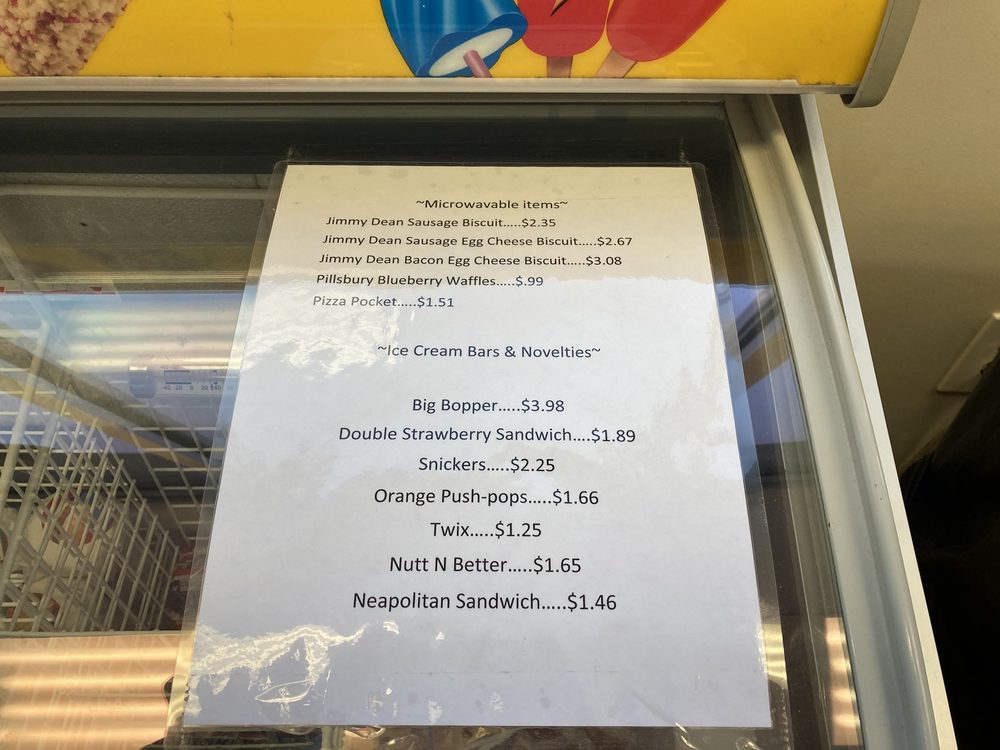 ~Microwavable items~
Jimmy Dean Sausage Biscuit.....$2.35
Jimmy Dean Sausage Egg Cheese Biscuit.....$2.67
Jimmy Dean Bacon Egg Cheese Biscuit.....$3.08
Pillsbury Blueberry Waffles.....$.99
Pizza Pocket.....$1.51
~Ice Cream Bars & Novelties~
Big Bopper.....$3.98
Double Strawberry Sandwich....$1.89
Snickers.....$2.25
Orange Push-pops.....$1.66
Twix.....$1.25
Nutt N Better.....$1.65
Neapolitan Sandwich.....$1.46